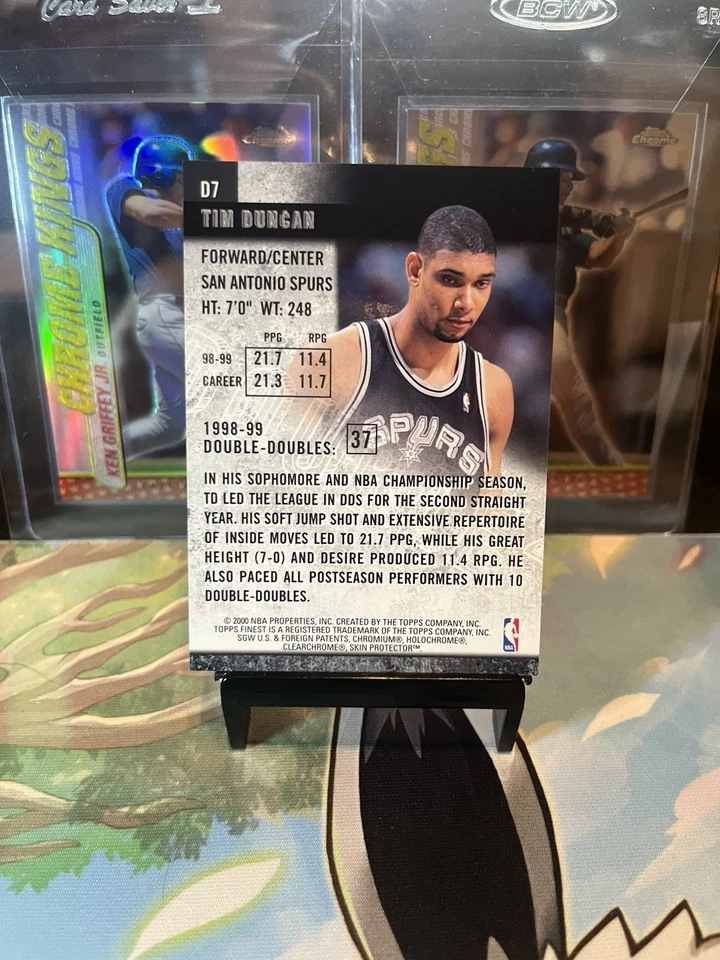 Card Saver I
BCW
Chrome
Chrome
CHROME KINGS
KEN GRIFFEY JR OUTFIELD
D7
TIM DUNCAN
FORWARD/CENTER
SAN ANTONIO SPURS
HT: 7'0" WT: 248
PPG RPG
98-99 21.7 11.4
CAREER 21.3 11.7
1998-99
DOUBLE-DOUBLES: 37
SPURS
IN HIS SOPHOMORE AND NBA CHAMPIONSHIP SEASON,
TD LED THE LEAGUE IN DDS FOR THE SECOND STRAIGHT
YEAR. HIS SOFT JUMP SHOT AND EXTENSIVE REPERTOIRE
OF INSIDE MOVES LED TO 21.7 PPG, WHILE HIS GREAT
HEIGHT (7-0) AND DESIRE PRODUCED 11.4 RPG. HE
ALSO PACED ALL POSTSEASON PERFORMERS WITH 10
DOUBLE-DOUBLES.
© 2000 NBA PROPERTIES, INC. CREATED BY THE TOPPS COMPANY, INC.
TOPPS FINEST IS A REGISTERED TRADEMARK OF THE TOPPS COMPANY, INC.
SGW U.S. & FOREIGN PATENTS, CHROMIUM®, HOLOCHROME®,
CLEARCHROME®, SKIN PROTECTOR™.
NBA